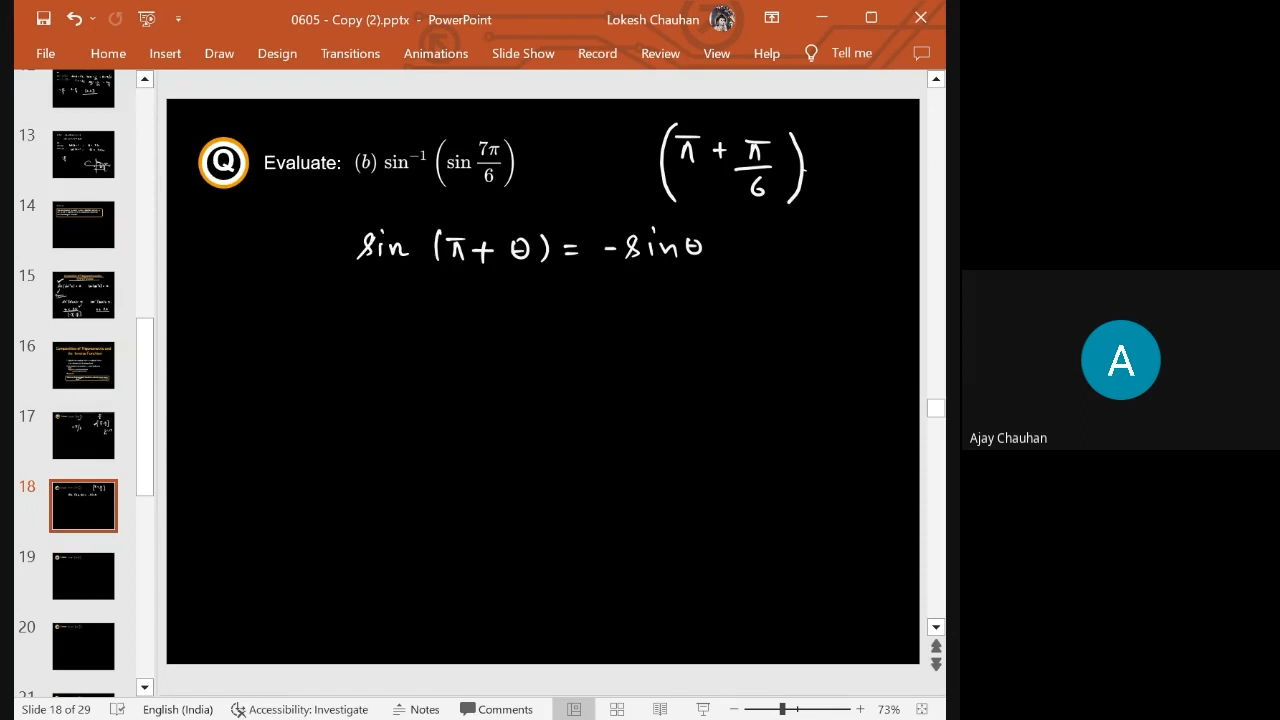 0605 - Copy (2).pptx - PowerPoint
Lokesh Chauhan
File Home Insert Draw Design Transitions Animations Slide Show Record Review View Help Tell me
13
14
15
16
17
18
19
20
Q Evaluate: (b) sin⁻¹ (sin 7π/6)
(π + π/6)
sin (π + θ) = -sinθ
A
Ajay Chauhan
Slide 18 of 29 English (India) Accessibility: Investigate Notes Comments 73%